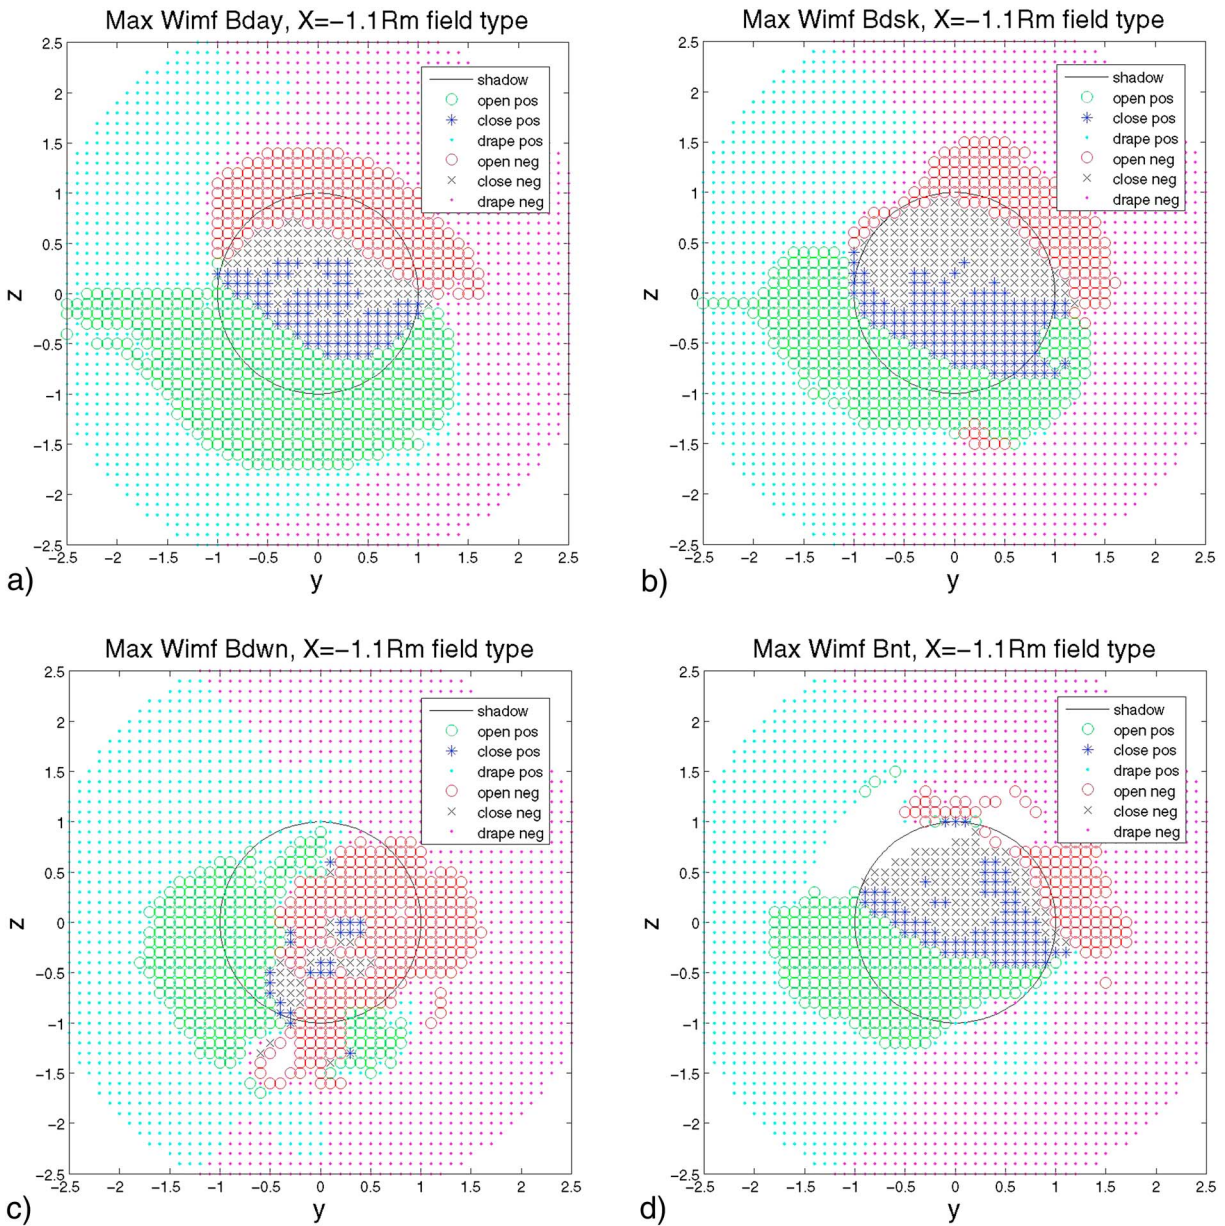 Max Wimf Bday, X=−1.1Rm field type
2.5
2
1.5
1
0.5
0
−0.5
−1
−1.5
−2
−2.5
z
shadow
open pos
close pos
drape pos
open neg
close neg
drape neg
−2.5 −2 −1.5 −1 −0.5 0 0.5 1 1.5 2 2.5
y
a)
Max Wimf Bdsk, X=−1.1Rm field type
2.5
2
1.5
1
0.5
0
−0.5
−1
−1.5
−2
−2.5
z
shadow
open pos
close pos
drape pos
open neg
close neg
drape neg
−2.5 −2 −1.5 −1 −0.5 0 0.5 1 1.5 2 2.5
y
b)
Max Wimf Bdwn, X=−1.1Rm field type
2.5
2
1.5
1
0.5
0
−0.5
−1
−1.5
−2
−2.5
z
shadow
open pos
close pos
drape pos
open neg
close neg
drape neg
−2.5 −2 −1.5 −1 −0.5 0 0.5 1 1.5 2 2.5
y
c)
Max Wimf Bnt, X=−1.1Rm field type
2.5
2
1.5
1
0.5
0
−0.5
−1
−1.5
−2
−2.5
z
shadow
open pos
close pos
drape pos
open neg
close neg
drape neg
−2.5 −2 −1.5 −1 −0.5 0 0.5 1 1.5 2 2.5
y
d)